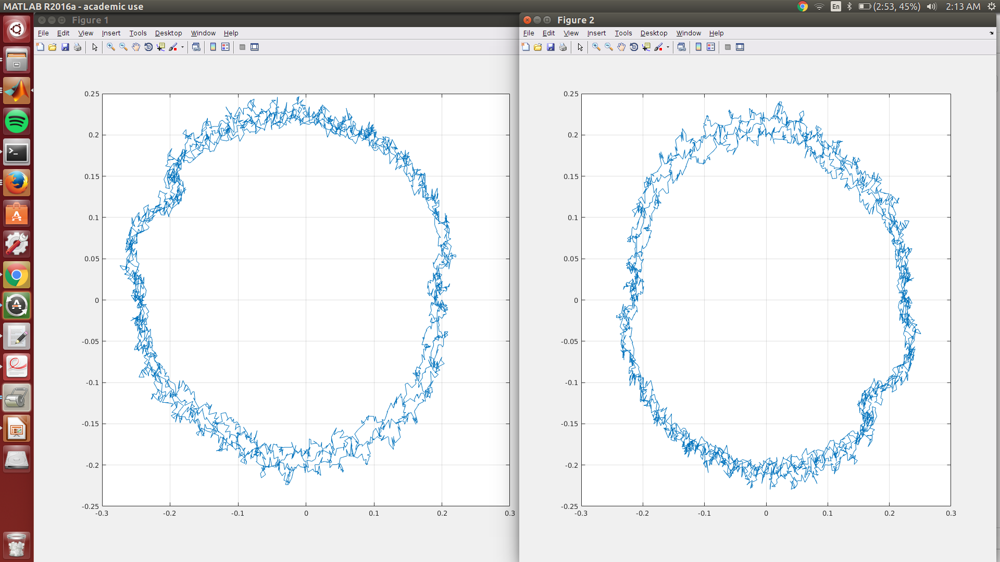 MATLAB R2016a - academic use
En (2:53, 45%) 2:13 AM
Figure 1
File Edit View Insert Tools Desktop Window Help
0.25
0.2
0.15
0.1
0.05
0
-0.05
-0.1
-0.15
-0.2
-0.25
-0.3 -0.2 -0.1 0 0.1 0.2 0.3
Figure 2
File Edit View Insert Tools Desktop Window Help
0.25
0.2
0.15
0.1
0.05
0
-0.05
-0.1
-0.15
-0.2
-0.25
-0.3 -0.2 -0.1 0 0.1 0.2 0.3